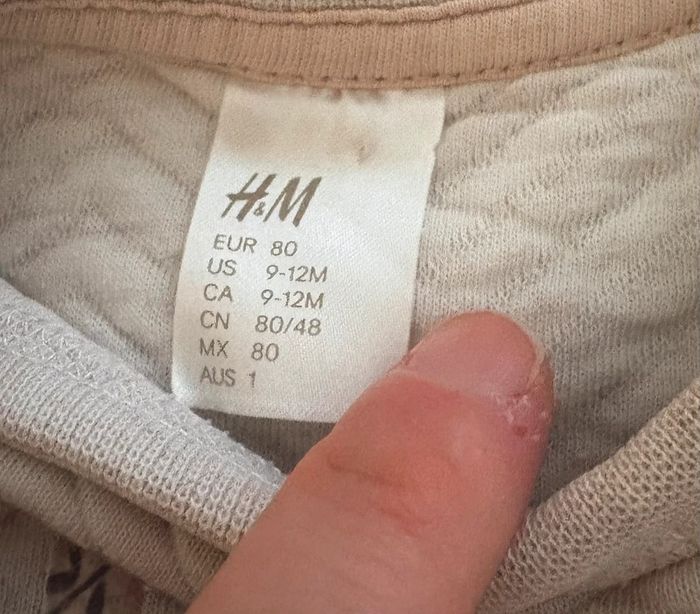 H&M
EUR 80
US 9-12M
CA 9-12M
CN 80/48
MX 80
AUS 1